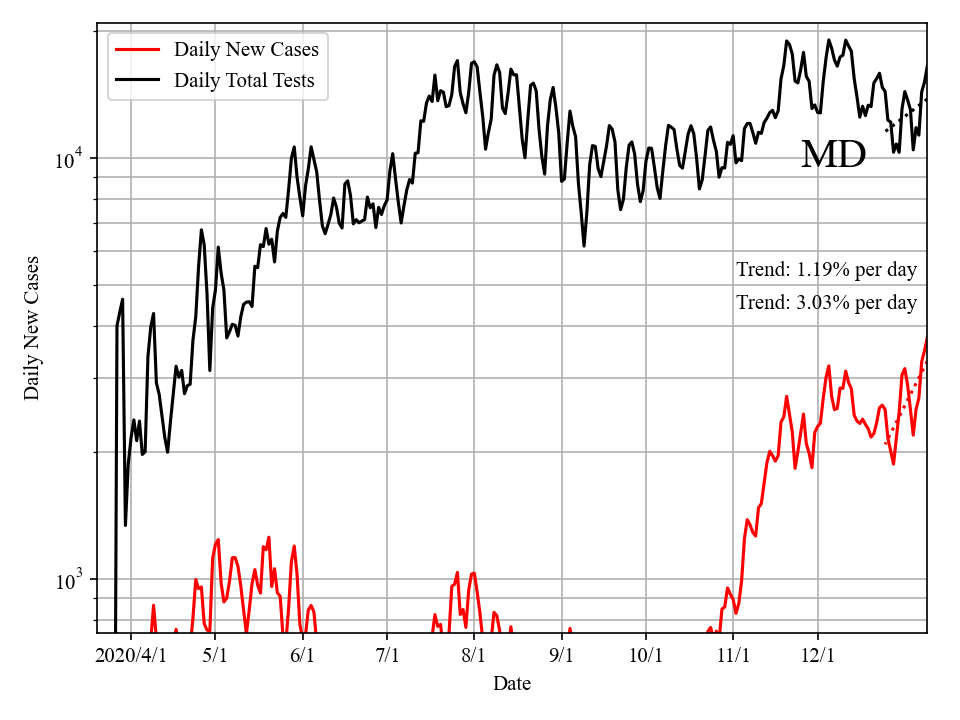 Daily New Cases
Daily Total Tests
10^4
MD
Trend: 1.19% per day
Trend: 3.03% per day
Daily New Cases
10^3
2020/4/1 5/1 6/1 7/1 8/1 9/1 10/1 11/1 12/1
Date